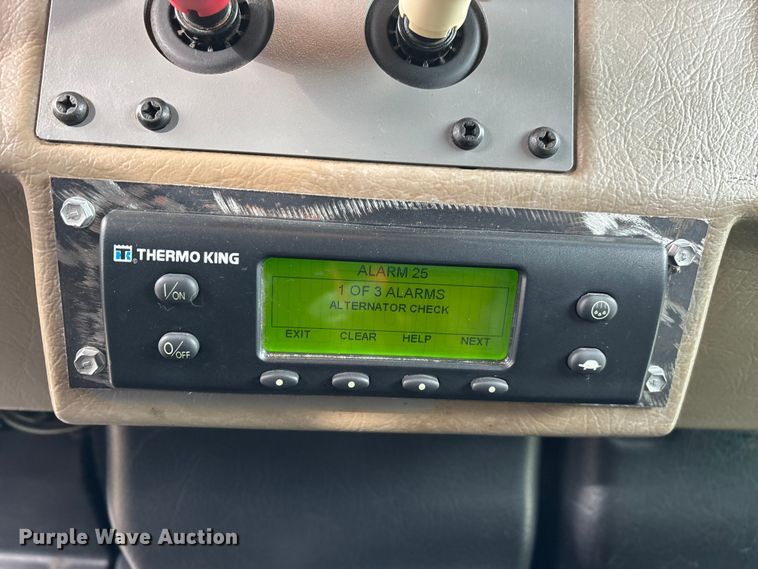 THERMO KING
ALARM 25
1 OF 3 ALARMS
ALTERNATOR CHECK
EXIT CLEAR HELP NEXT
I/ON
O/OFF
Purple Wave Auction